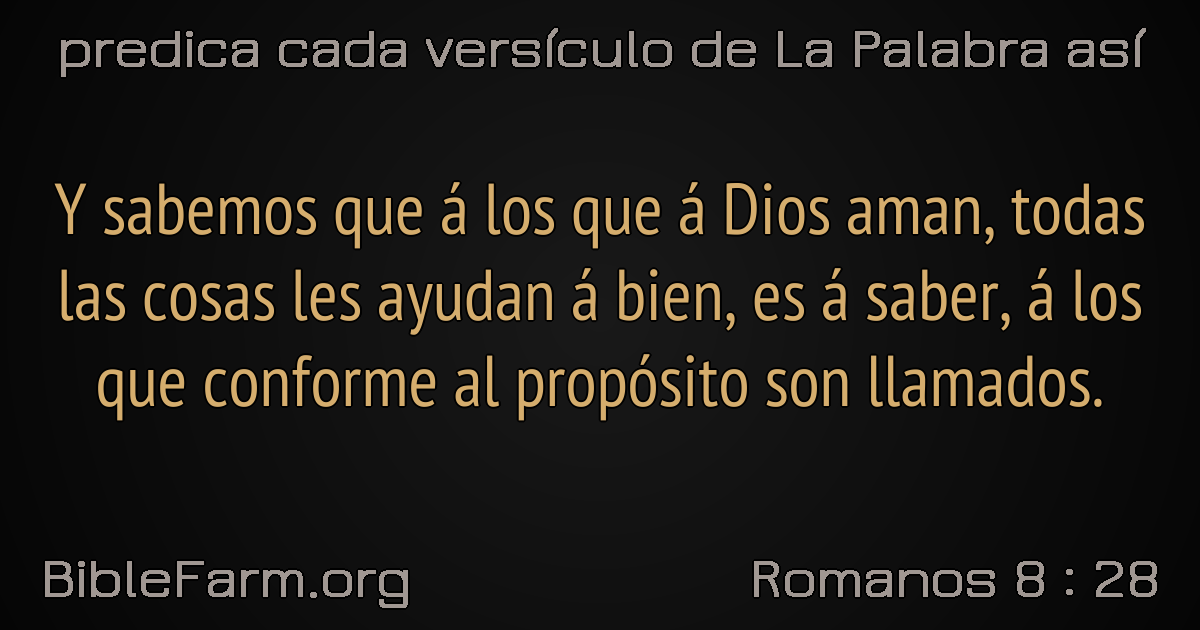 predica cada versículo de La Palabra así
Y sabemos que á los que á Dios aman, todas
las cosas les ayudan á bien, es á saber, á los
que conforme al propósito son llamados.
BibleFarm.org
Romanos 8 : 28